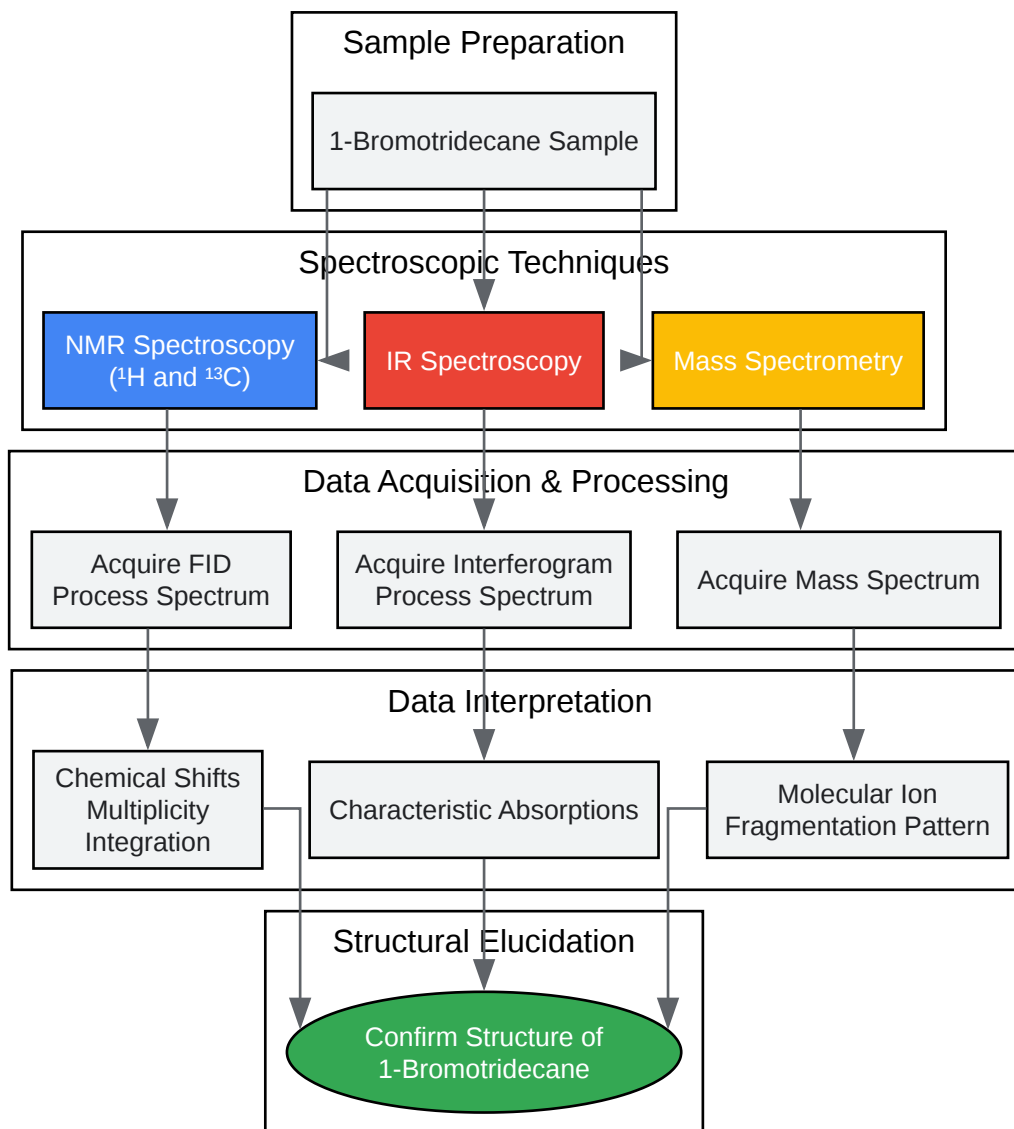 Sample Preparation
1-Bromotridecane Sample
Spectroscopic Techniques
NMR Spectroscopy
(¹H and ¹³C)
IR Spectroscopy
Mass Spectrometry
Data Acquisition & Processing
Acquire FID
Process Spectrum
Acquire Interferogram
Process Spectrum
Acquire Mass Spectrum
Data Interpretation
Chemical Shifts
Multiplicity
Integration
Characteristic Absorptions
Molecular Ion
Fragmentation Pattern
Structural Elucidation
Confirm Structure of
1-Bromotridecane